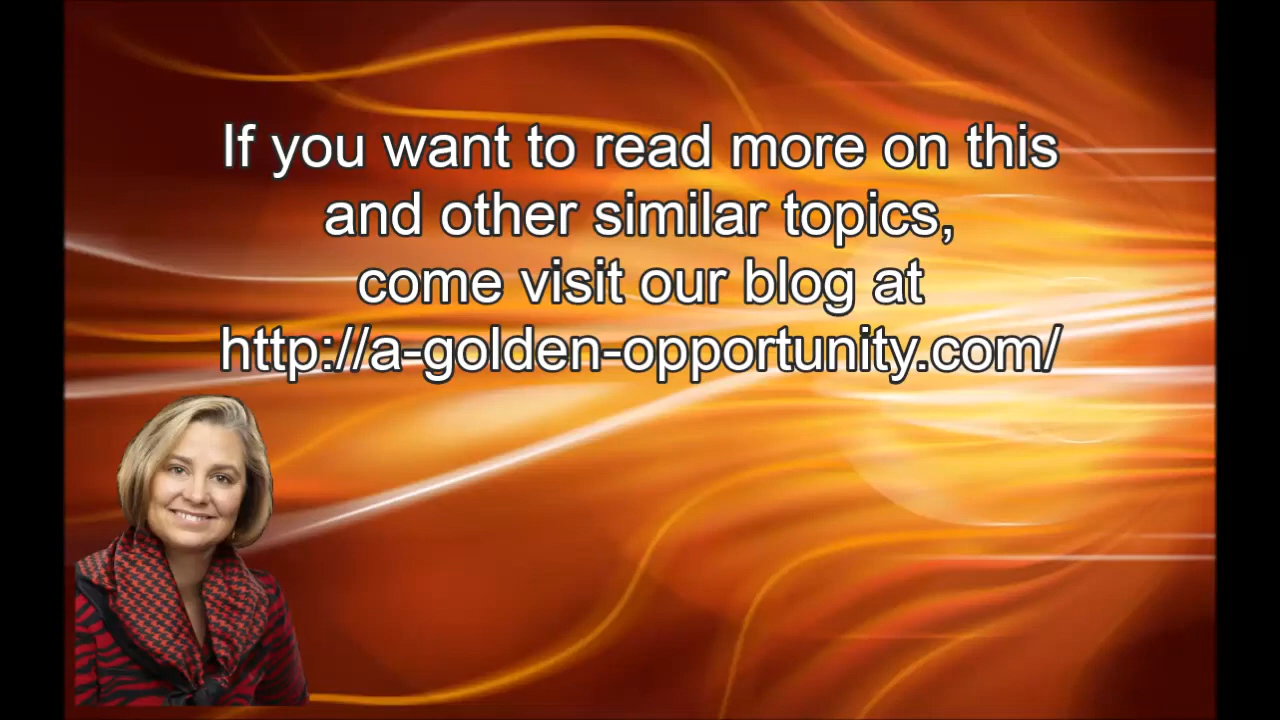 If you want to read more on this
and other similar topics,
come visit our blog at
http://a-golden-opportunity.com/